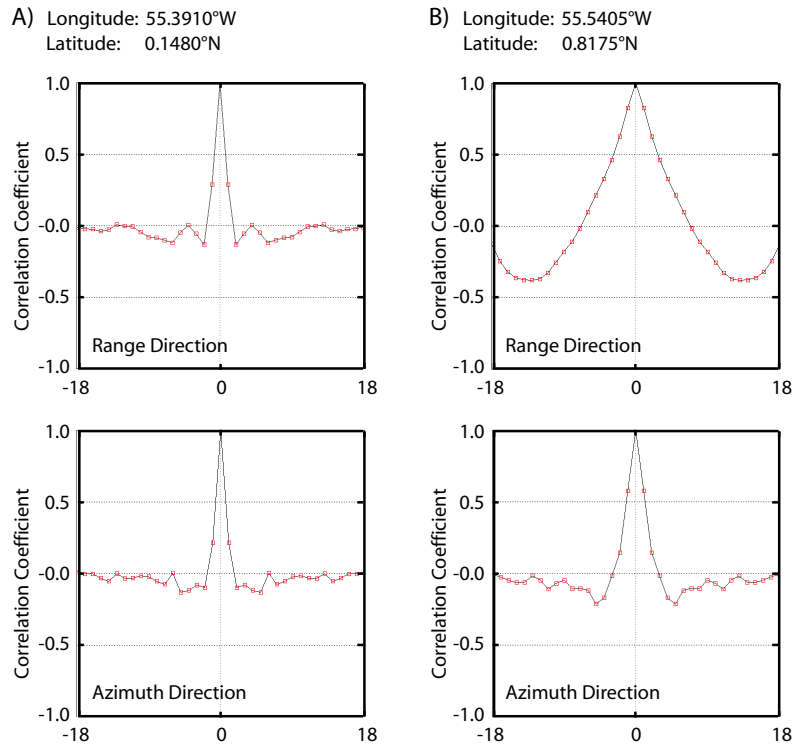 A) Longitude: 55.3910°W
Latitude: 0.1480°N
B) Longitude: 55.5405°W
Latitude: 0.8175°N
1.0
0.5
-0.0
-0.5
-1.0
Correlation Coefficient
Range Direction
-18 0 18
1.0
0.5
-0.0
-0.5
-1.0
Correlation Coefficient
Range Direction
-18 0 18
1.0
0.5
-0.0
-0.5
-1.0
Correlation Coefficient
Azimuth Direction
-18 0 18
1.0
0.5
-0.0
-0.5
-1.0
Correlation Coefficient
Azimuth Direction
-18 0 18